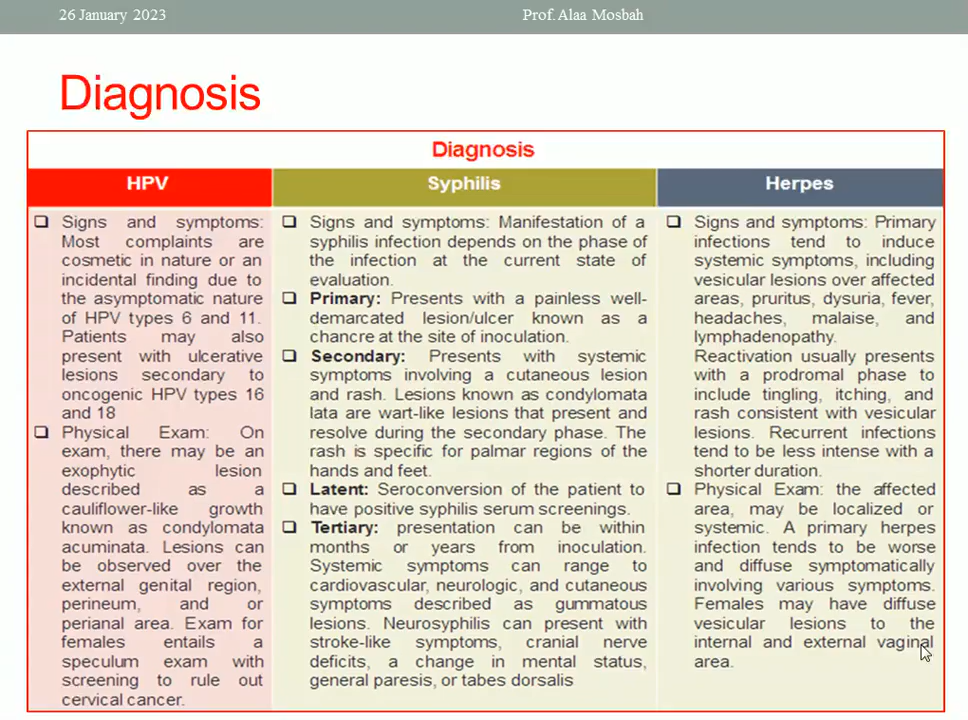 26 January 2023
Prof. Alaa Mosbah
Diagnosis
Diagnosis
HPV
Signs and symptoms:
Most complaints are
cosmetic in nature or an
incidental finding due to
the asymptomatic nature
of HPV types 6 and 11.
Patients may also
present with ulcerative
lesions secondary to
oncogenic HPV types 16
and 18
Physical Exam: On
exam, there may be an
exophytic lesion
described as a
cauliflower-like growth
known as condylomata
acuminata. Lesions can
be observed over the
external genital region,
perineum, and or
perianal area. Exam for
females entails a
speculum exam with
screening to rule out
cervical cancer.
Syphilis
Signs and symptoms: Manifestation of a
syphilis infection depends on the phase of
the infection at the current state of
evaluation.
Primary: Presents with a painless well-
demarcated lesion/ulcer known as a
chancre at the site of inoculation.
Secondary: Presents with systemic
symptoms involving a cutaneous lesion
and rash. Lesions known as condylomata
lata are wart-like lesions that present and
resolve during the secondary phase. The
rash is specific for palmar regions of the
hands and feet.
Latent: Seroconversion of the patient to
have positive syphilis serum screenings.
Tertiary: presentation can be within
months or years from inoculation.
Systemic symptoms can range to
cardiovascular, neurologic, and cutaneous
symptoms described as gummatous
lesions. Neurosyphilis can present with
stroke-like symptoms, cranial nerve
deficits, a change in mental status,
general paresis, or tabes dorsalis
Herpes
Signs and symptoms: Primary
infections tend to induce
systemic symptoms, including
vesicular lesions over affected
areas, pruritus, dysuria, fever,
headaches, malaise, and
lymphadenopathy.
Reactivation usually presents
with a prodromal phase to
include tingling, itching, and
rash consistent with vesicular
lesions. Recurrent infections
tend to be less intense with a
shorter duration.
Physical Exam: the affected
area, may be localized or
systemic. A primary herpes
infection tends to be worse
and diffuse symptomatically
involving various symptoms.
Females may have diffuse
vesicular lesions to the
internal and external vaginal
area.